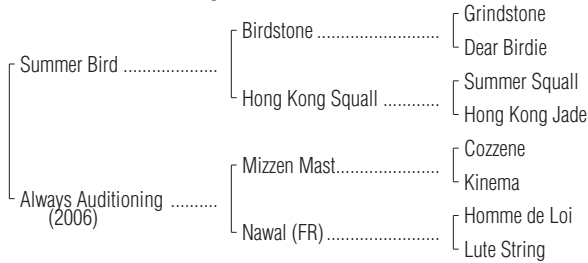 Grindstone
Birdstone ..................
Dear Birdie
Summer Bird ....................
Summer Squall
Hong Kong Squall ............
Hong Kong Jade
Cozzene
Mizzen Mast......................
Kinema
Always Auditioning ..........
(2006)
Homme de Loi
Nawal (FR)........................
Lute String